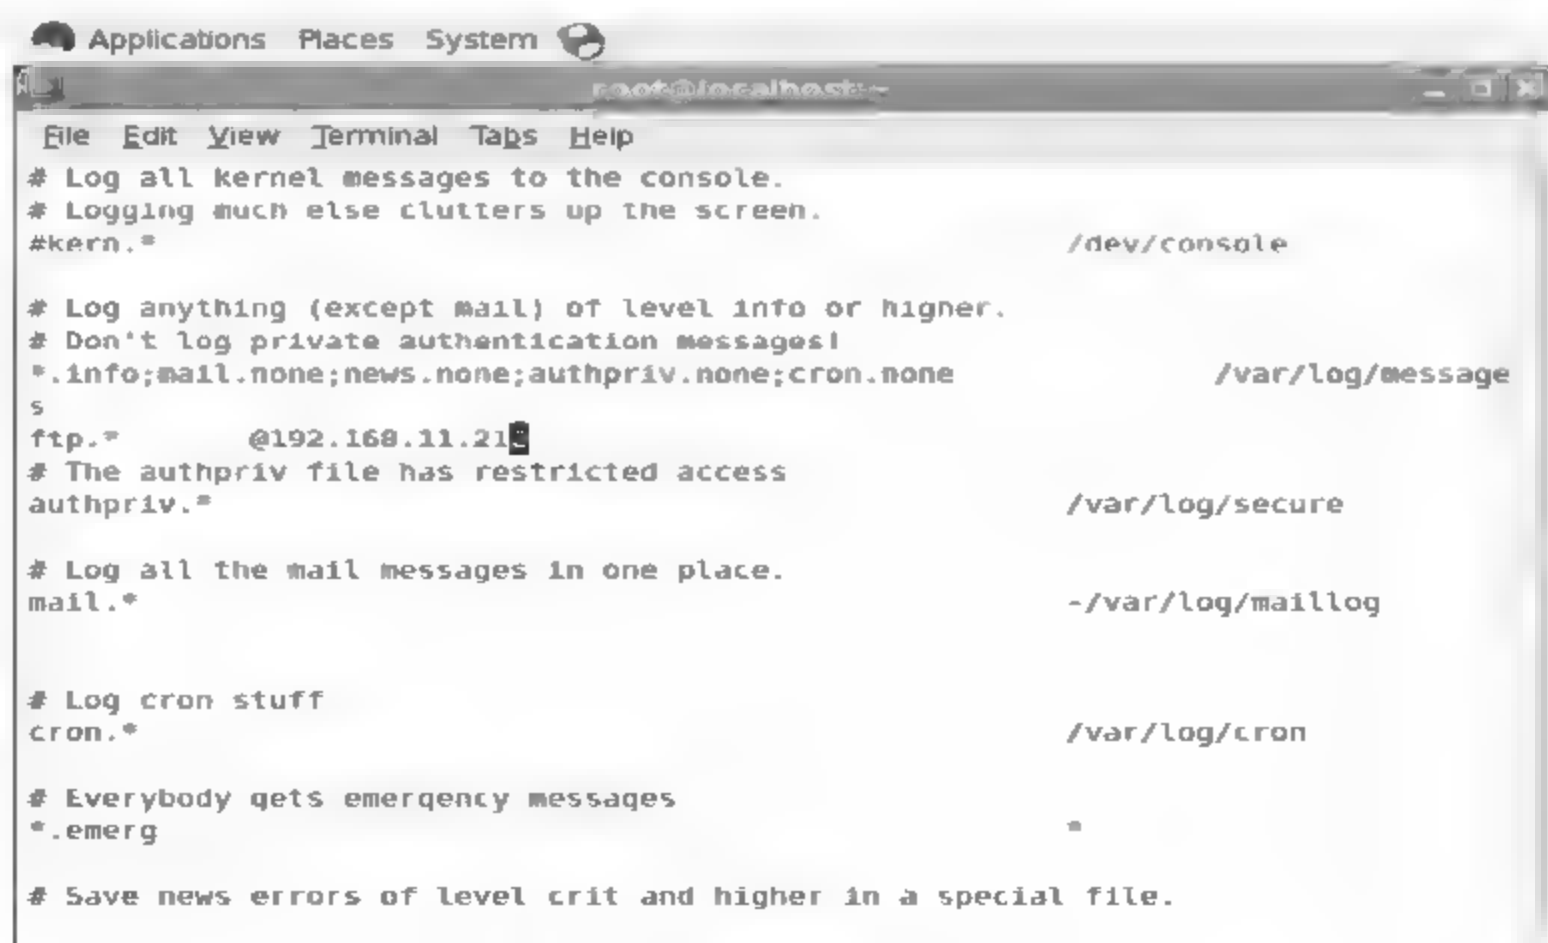 Applications Places System
root@localhost:~
File Edit View Terminal Tabs Help
# Log all kernel messages to the console.
# Logging much else clutters up the screen.
#kern.* /dev/console
# Log anything (except mail) of level info or higher.
# Don't log private authentication messages!
*.info;mail.none;news.none;authpriv.none;cron.none /var/log/message
s
ftp.*
# The authpriv file has restricted access
authpriv.* /var/log/secure
# Log all the mail messages in one place.
mail.* -/var/log/maillog
# Log cron stuff
cron.* /var/log/cron
# Everybody gets emergency messages
*.emerg *
# Save news errors of level crit and higher in a special file.